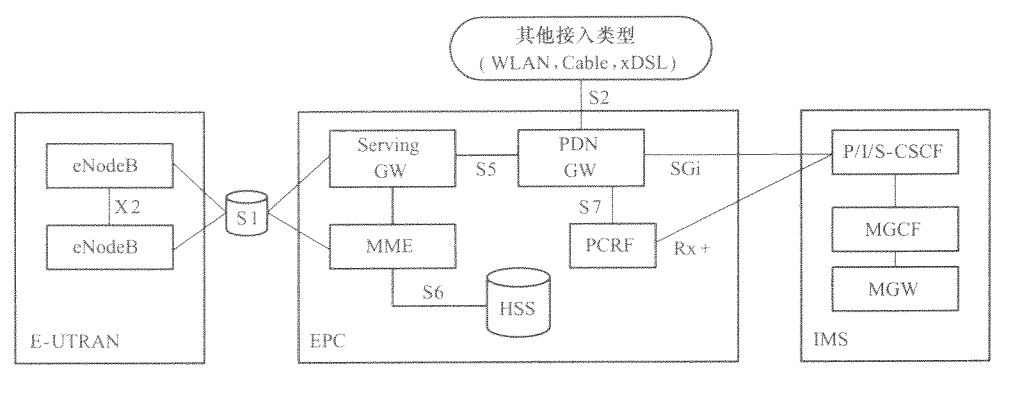 其他接入类型
(WLAN,Cable,xDSL)
S2
eNodeB
X2
eNodeB
E-UTRAN
S1
Serving
GW
S5
PDN
GW
SGi
S7
MME
PCRF
Rx+
S6
HSS
EPC
P/I/S-CSCF
MGCF
MGW
IMS